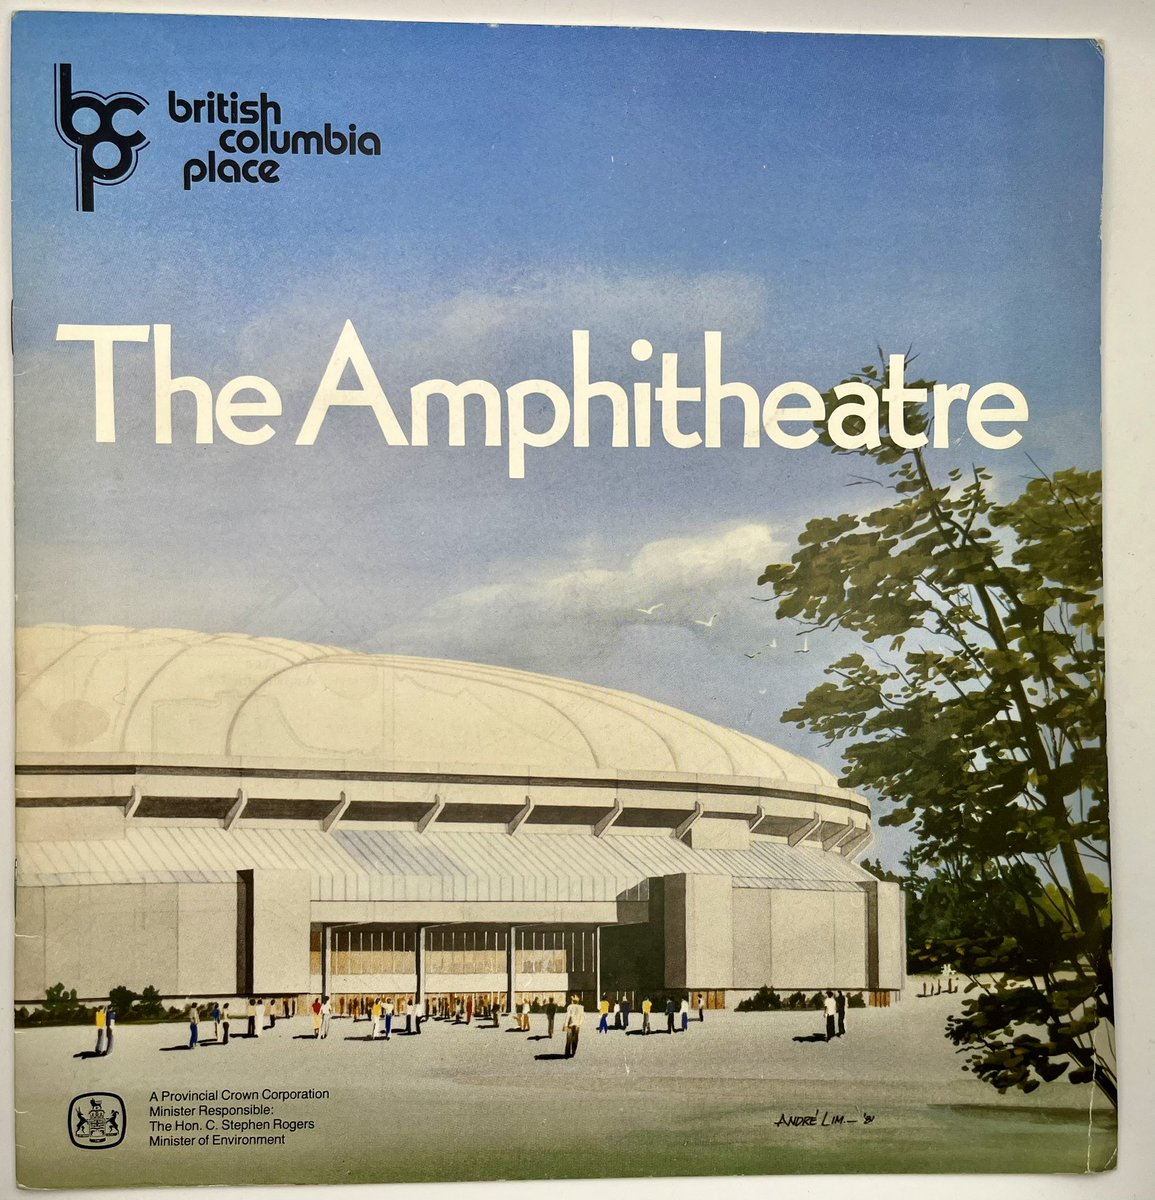 bcp
british
columbia
place
The Amphitheatre
A Provincial Crown Corporation
Minister Responsible:
The Hon. C. Stephen Rogers
Minister of Environment
ANDRÉ LIM.– '81